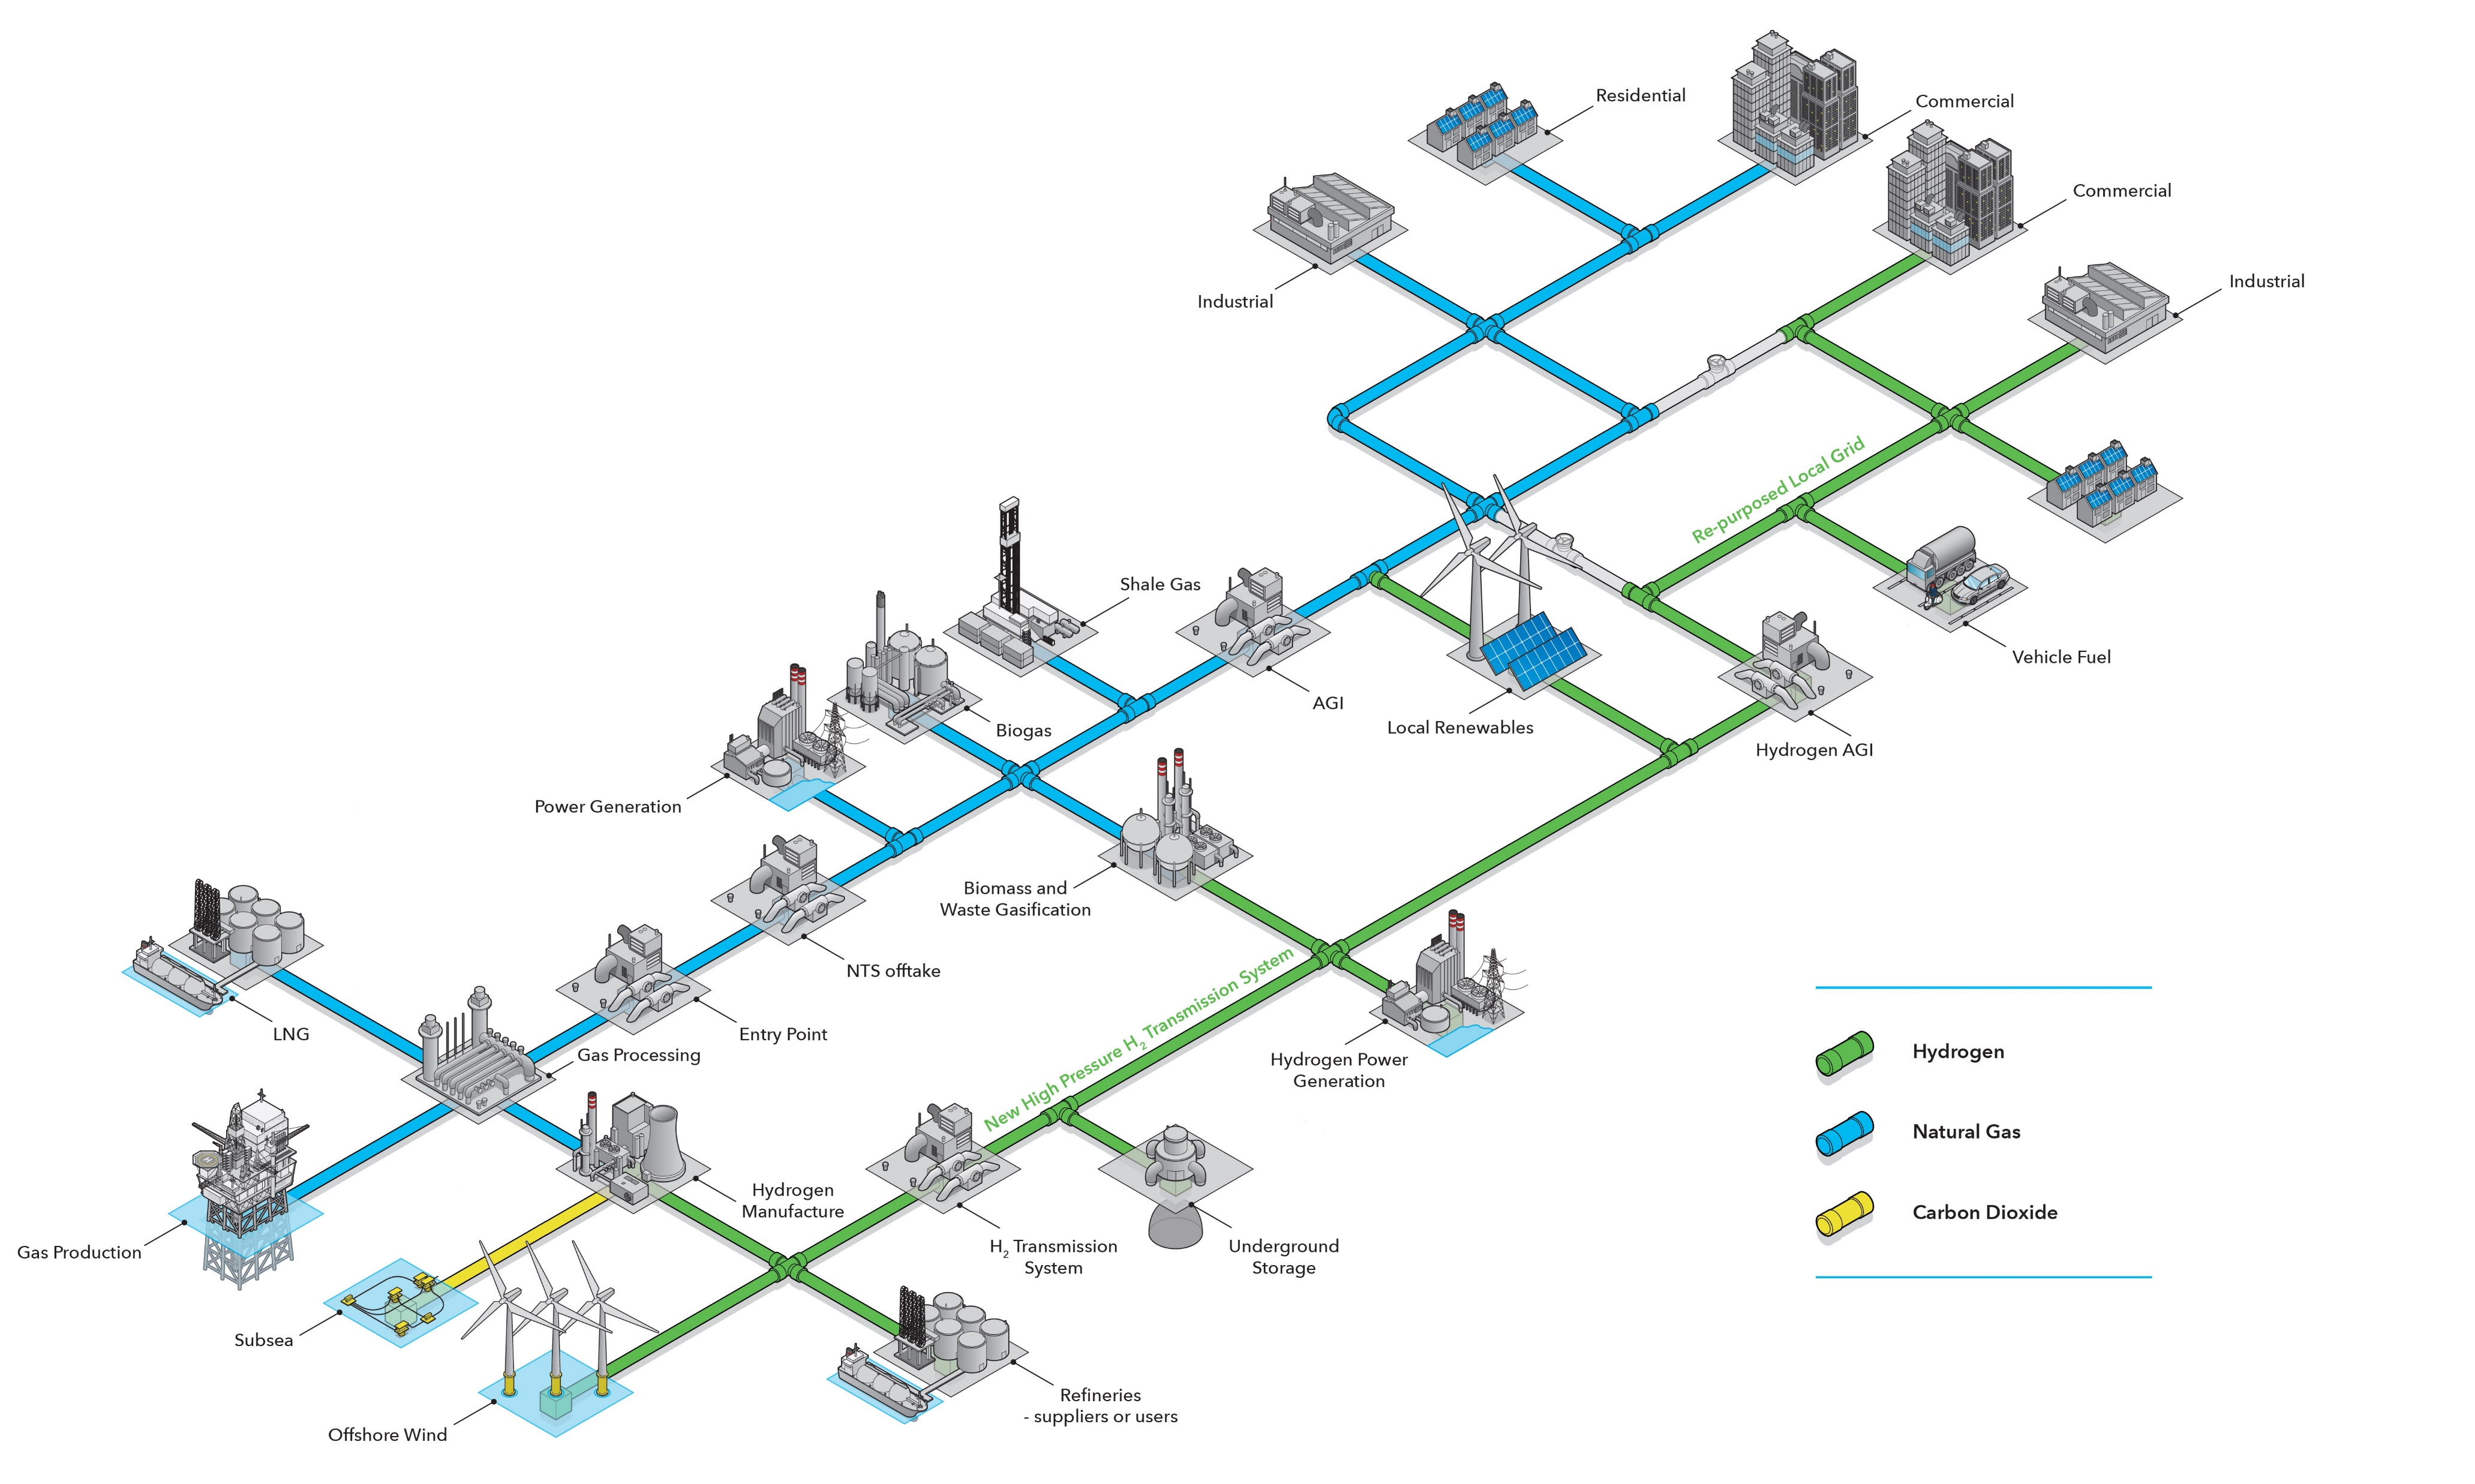 Residential
Commercial
Commercial
Industrial
Industrial
Re-purposed Local Grid
Shale Gas
Vehicle Fuel
AGI
Local Renewables
Biogas
Hydrogen AGI
Power Generation
Biomass and
Waste Gasification
NTS offtake
LNG
Entry Point
New High Pressure H₂ Transmission System
Gas Processing
Hydrogen Power
Generation
Hydrogen
Natural Gas
Carbon Dioxide
Hydrogen
Manufacture
Gas Production
H₂ Transmission
System
Underground
Storage
Subsea
Refineries
- suppliers or users
Offshore Wind